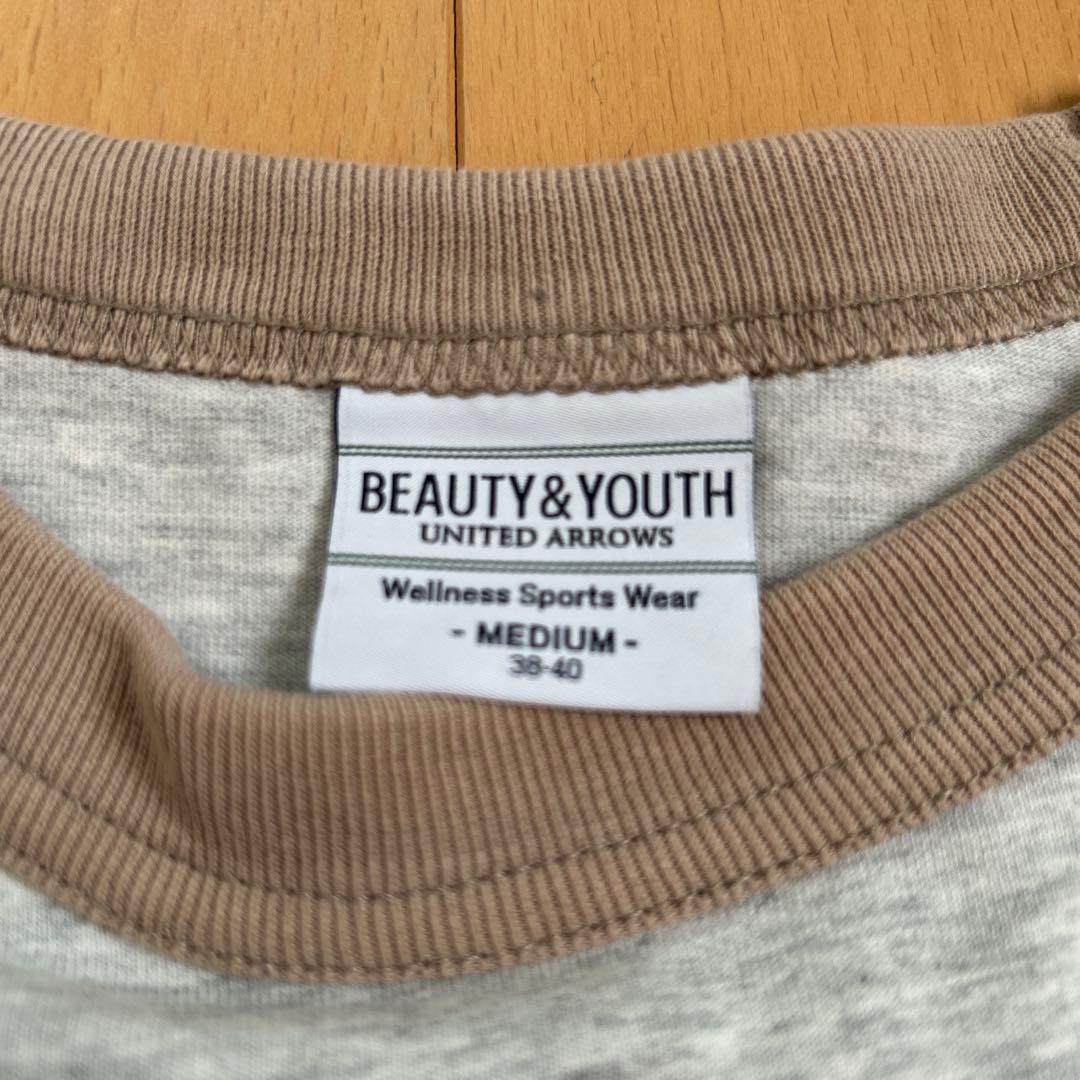 BEAUTY&YOUTH
UNITED ARROWS
Wellness Sports Wear
- MEDIUM -
38-40